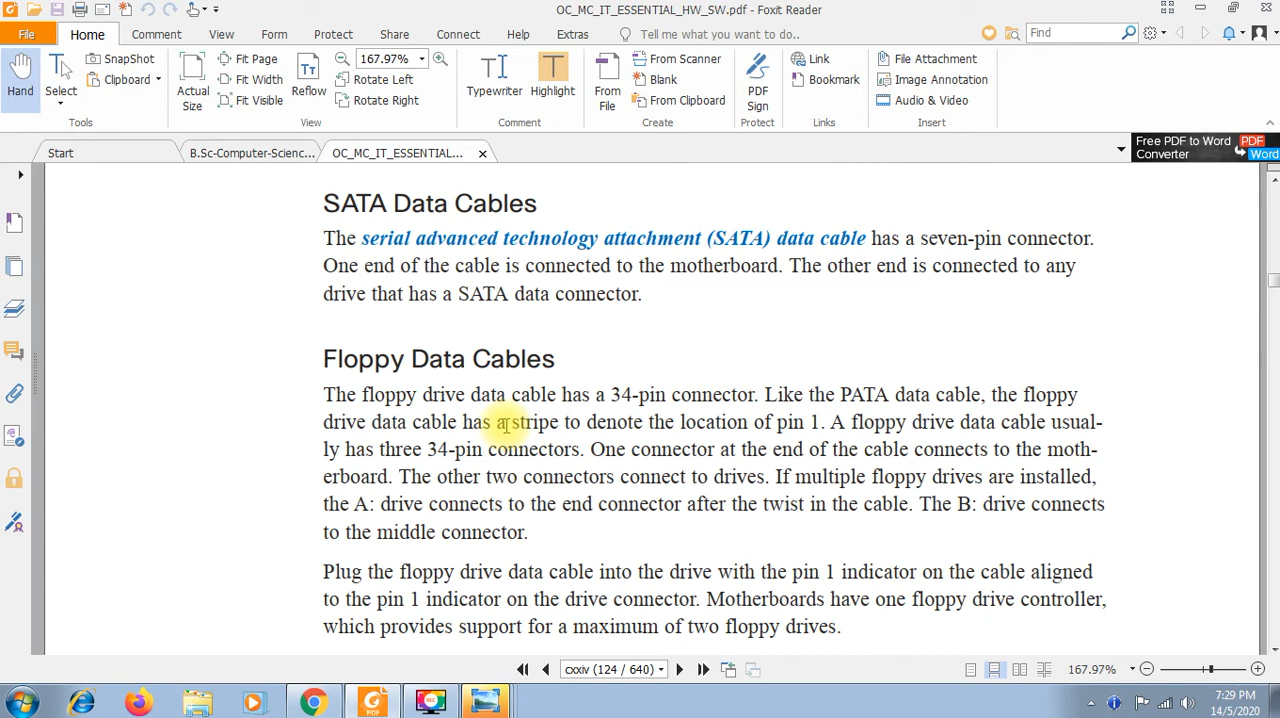 OC_MC_IT_ESSENTIAL_HW_SW.pdf - Foxit Reader
File Home Comment View Form Protect Share Connect Help Extras Tell me what you want to do.. Find
Hand
Select
SnapShot
Clipboard
Tools
Actual
Size
Fit Page
Fit Width
Fit Visible
Reflow
167.97%
Rotate Left
Rotate Right
View
Typewriter
Highlight
Comment
From
File
From Scanner
Blank
From Clipboard
Create
PDF
Sign
Protect
Link
Bookmark
Links
File Attachment
Image Annotation
Audio & Video
Insert
Start B.Sc-Computer-Scienc... OC_MC_IT_ESSENTIAL...
Free PDF to Word
Converter
PDF
Word
SATA Data Cables
The serial advanced technology attachment (SATA) data cable has a seven-pin connector.
One end of the cable is connected to the motherboard. The other end is connected to any
drive that has a SATA data connector.
Floppy Data Cables
The floppy drive data cable has a 34-pin connector. Like the PATA data cable, the floppy
drive data cable has a stripe to denote the location of pin 1. A floppy drive data cable usual-
ly has three 34-pin connectors. One connector at the end of the cable connects to the moth-
erboard. The other two connectors connect to drives. If multiple floppy drives are installed,
the A: drive connects to the end connector after the twist in the cable. The B: drive connects
to the middle connector.
Plug the floppy drive data cable into the drive with the pin 1 indicator on the cable aligned
to the pin 1 indicator on the drive connector. Motherboards have one floppy drive controller,
which provides support for a maximum of two floppy drives.
cxxiv (124 / 640)
167.97%
REC
PDF
7:29 PM
14/5/2020